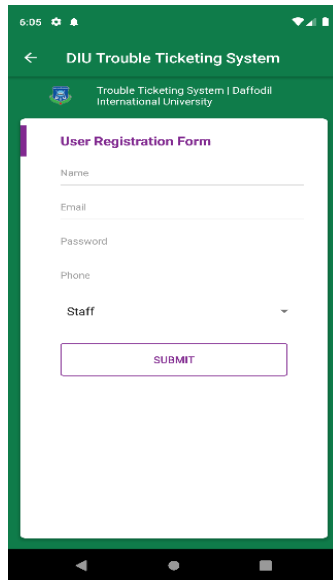 6:05
DIU Trouble Ticketing System
Trouble Ticketing System | Daffodil
International University
User Registration Form
Name
Email
Password
Phone
Staff
SUBMIT